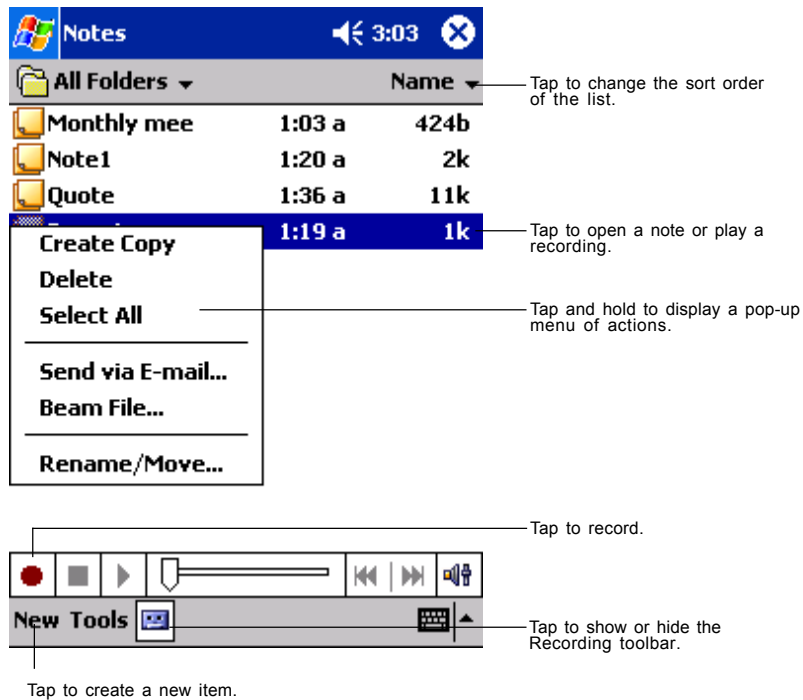 Notes 3:03
All Folders Name
Tap to change the sort order
of the list.
Monthly mee 1:03 a 424b
Note1 1:20 a 2k
Quote 1:36 a 11k
1:19 a 1k
Tap to open a note or play a
recording.
Create Copy
Delete
Select All
Tap and hold to display a pop-up
menu of actions.
Send via E-mail...
Beam File...
Rename/Move...
Tap to record.
New Tools
Tap to show or hide the
Recording toolbar.
Tap to create a new item.